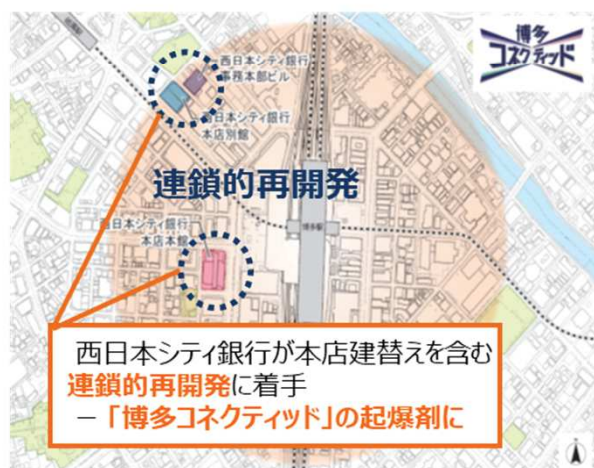 博多
コネクティッド
西日本シティ銀行
事務本部ビル
西日本シティ銀行
本店別館
連鎖的再開発
西日本シティ銀行
本店本館
博多駅
西日本シティ銀行が本店建替えを含む
連鎖的再開発に着手
－「博多コネクティッド」の起爆剤に